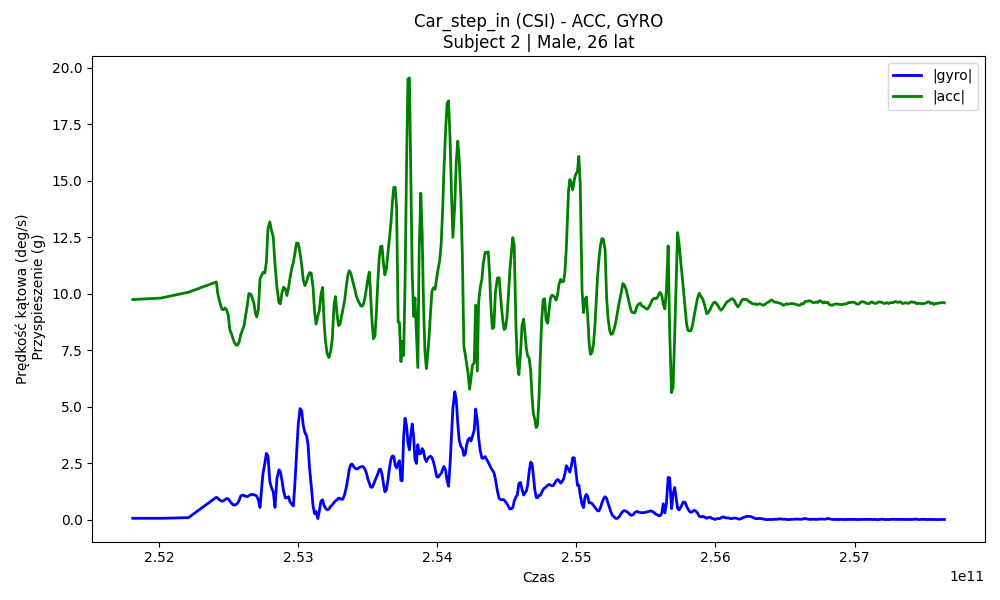 Car_step_in (CSI) - ACC, GYRO
Subject 2 | Male, 26 lat
|gyro|
|acc|
Prędkość kątowa (deg/s)
Przyspieszenie (g)
20.0
17.5
15.0
12.5
10.0
7.5
5.0
2.5
0.0
2.52
2.53
2.54
2.55
2.56
2.57
1e11
Czas